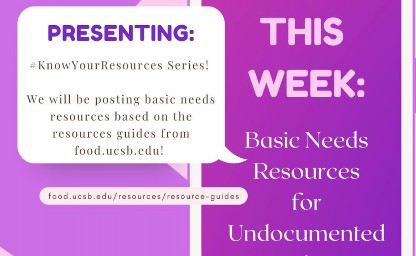 PRESENTING:
#KnowYourResources Series!
We will be posting basic needs
resources based on the
resources guides from
food.ucsb.edu!
food.ucsb.edu/resources/resource-guides
THIS
WEEK:
Basic Needs
Resources
for
Undocumented